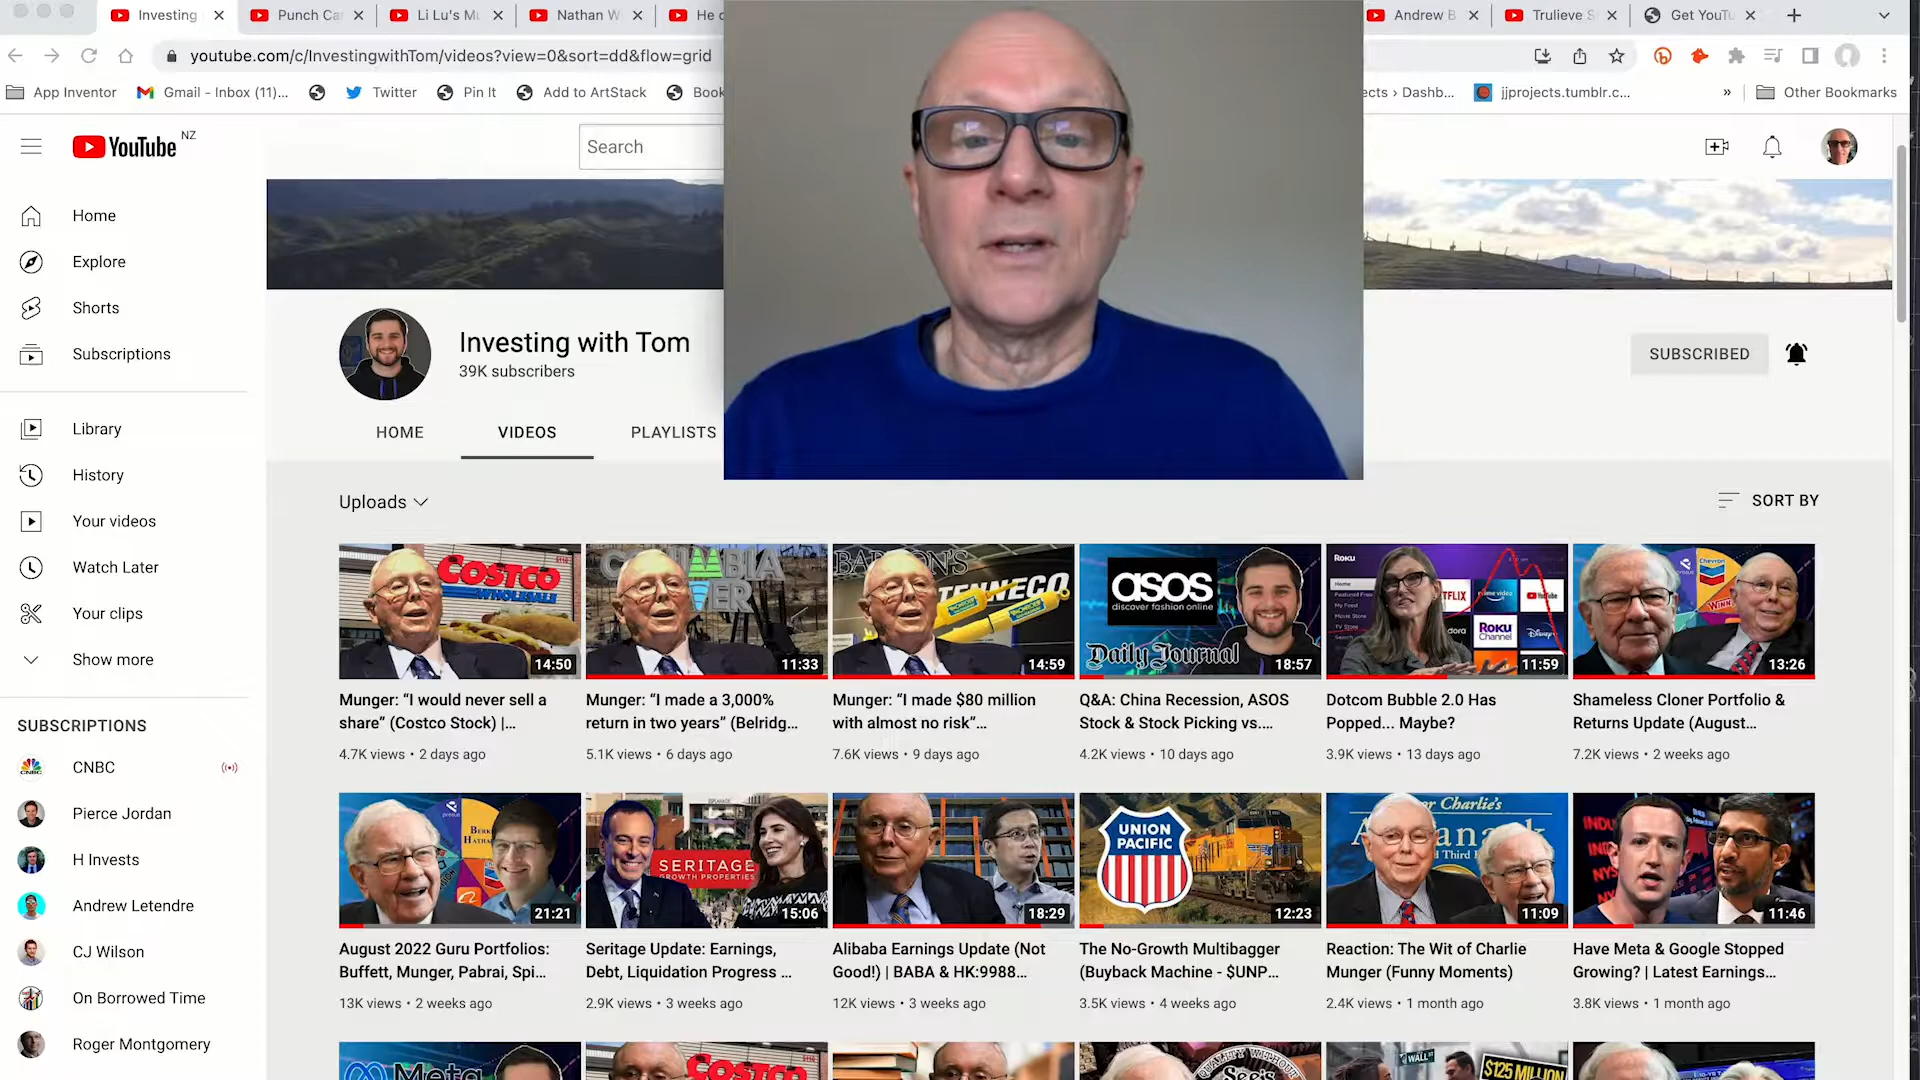 Investing
Punch Ca
Li Lu's Mu
Nathan W
He c
Andrew B
Trulieve S
Get YouTu
youtube.com/c/InvestingwithTom/videos?view=0&sort=dd&flow=grid
App Inventor
Gmail - Inbox (11)...
Twitter
Pin It
Add to ArtStack
Book
ects › Dashb...
jjprojects.tumblr.c...
»
Other Bookmarks
YouTube NZ
Search
Home
Explore
Shorts
Subscriptions
Library
History
Your videos
Watch Later
Your clips
Show more
SUBSCRIPTIONS
CNBC
Pierce Jordan
H Invests
Andrew Letendre
CJ Wilson
On Borrowed Time
Roger Montgomery
Investing with Tom
39K subscribers
SUBSCRIBED
HOME
VIDEOS
PLAYLISTS
Uploads
SORT BY
COSTCO
WHOLESALE
14:50
Munger: “I would never sell a
share” (Costco Stock) |...
4.7K views • 2 days ago
11:33
Munger: “I made a 3,000%
return in two years” (Belridg...
5.1K views • 6 days ago
BARRON'S
TENNECO
14:59
Munger: “I made $80 million
with almost no risk”...
7.6K views • 9 days ago
asos
discover fashion online
Daily Journal
18:57
Q&A: China Recession, ASOS
Stock & Stock Picking vs....
4.2K views • 10 days ago
ROKU
Home
ROKU
Channel
11:59
Dotcom Bubble 2.0 Has
Popped... Maybe?
3.9K views • 13 days ago
Chevron
13:26
Shameless Cloner Portfolio &
Returns Update (August...
7.2K views • 2 weeks ago
21:21
August 2022 Guru Portfolios:
Buffett, Munger, Pabrai, Spi...
13K views • 2 weeks ago
SERITAGE
GROWTH PROPERTIES
15:06
Seritage Update: Earnings,
Debt, Liquidation Progress ...
2.9K views • 3 weeks ago
18:29
Alibaba Earnings Update (Not
Good!) | BABA & HK:9988...
12K views • 3 weeks ago
UNION
PACIFIC
12:23
The No-Growth Multibagger
(Buyback Machine - $UNP...
3.5K views • 4 weeks ago
r Charlie's
11:09
Reaction: The Wit of Charlie
Munger (Funny Moments)
2.4K views • 1 month ago
11:46
Have Meta & Google Stopped
Growing? | Latest Earnings...
3.8K views • 1 month ago
Meta
COSTCO
QUALITY WITHOUT
See's
WALL
$125 MILLION